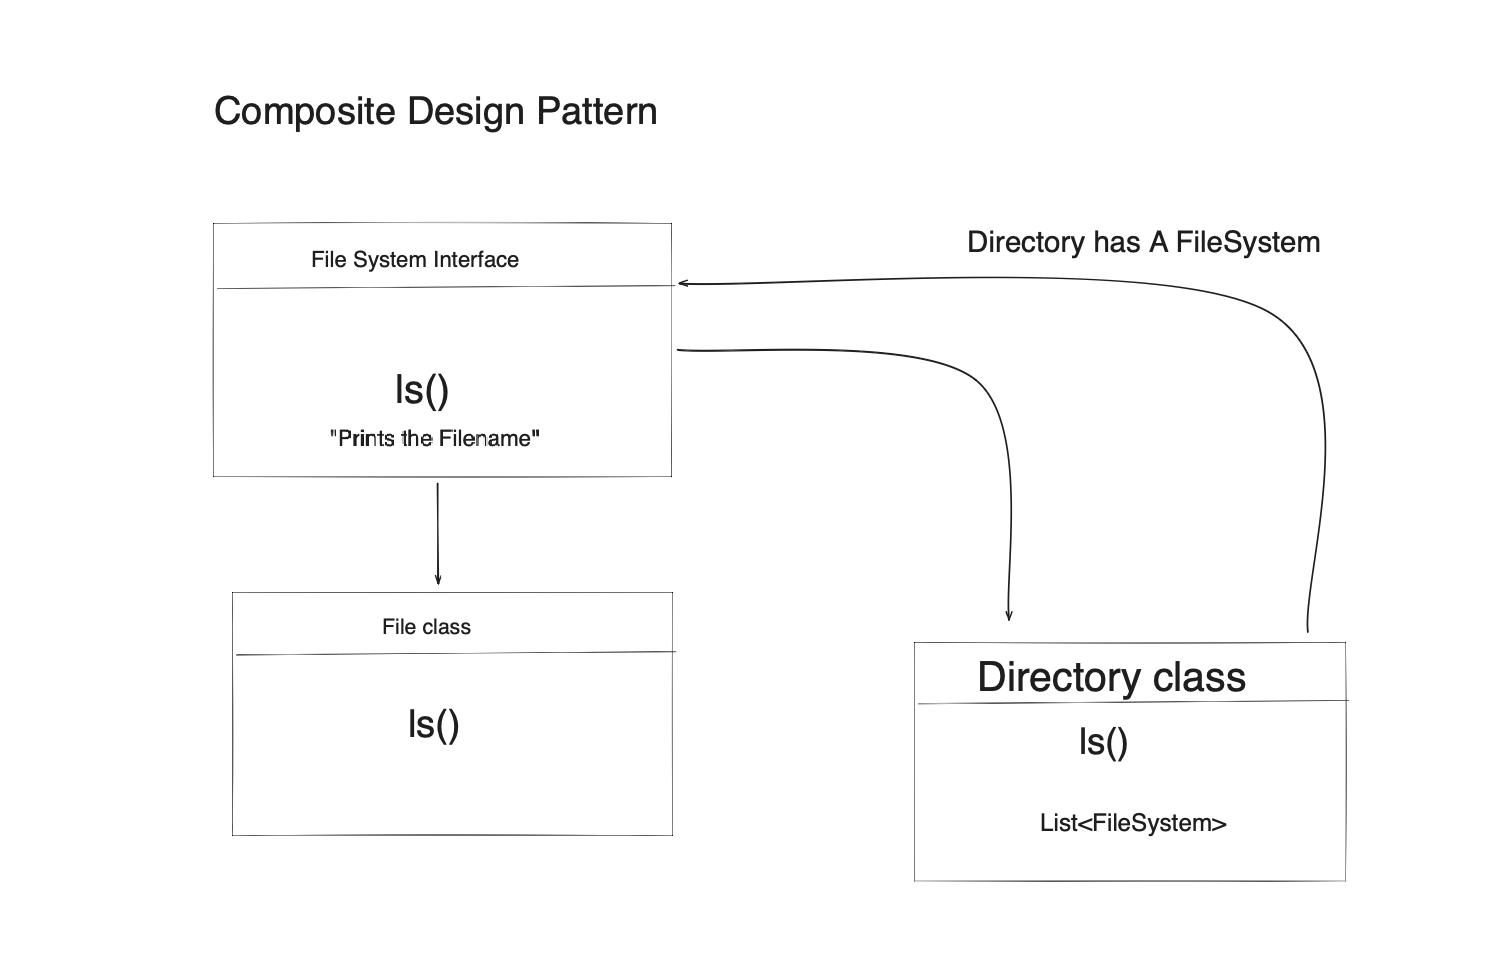 Composite Design Pattern
File System Interface
Directory has A FileSystem
ls()
"Prints the Filename"
File class
ls()
Directory class
ls()
List<FileSystem>